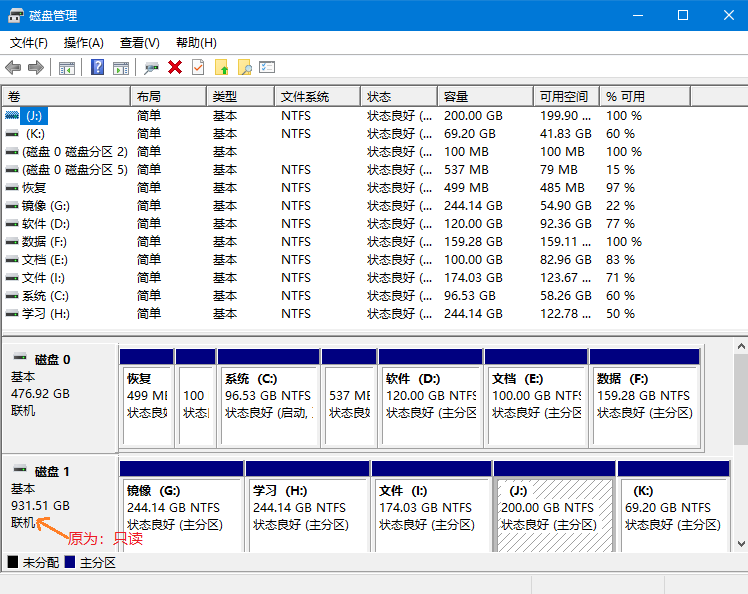 磁盘管理
文件(F) 操作(A) 查看(V) 帮助(H)
卷 布局 类型 文件系统 状态 容量 可用空间 % 可用
(J:) 简单 基本 NTFS 状态良好 (... 200.00 GB 199.90 ... 100 %
(K:) 简单 基本 NTFS 状态良好 (... 69.20 GB 41.83 GB 60 %
(磁盘 0 磁盘分区 2) 简单 基本 状态良好 (... 100 MB 100 MB 100 %
(磁盘 0 磁盘分区 5) 简单 基本 NTFS 状态良好 (... 537 MB 79 MB 15 %
恢复 简单 基本 NTFS 状态良好 (... 499 MB 485 MB 97 %
镜像 (G:) 简单 基本 NTFS 状态良好 (... 244.14 GB 54.90 GB 22 %
软件 (D:) 简单 基本 NTFS 状态良好 (... 120.00 GB 92.36 GB 77 %
数据 (F:) 简单 基本 NTFS 状态良好 (... 159.28 GB 159.11 ... 100 %
文档 (E:) 简单 基本 NTFS 状态良好 (... 100.00 GB 82.96 GB 83 %
文件 (I:) 简单 基本 NTFS 状态良好 (... 174.03 GB 123.67 ... 71 %
系统 (C:) 简单 基本 NTFS 状态良好 (... 96.53 GB 58.26 GB 60 %
学习 (H:) 简单 基本 NTFS 状态良好 (... 244.14 GB 122.78 ... 50 %
磁盘 0
基本
476.92 GB
联机
恢复
499 MB
状态良好
100
状态
系统 (C:)
96.53 GB NTFS
状态良好 (启动,
537 MB
状态良好
软件 (D:)
120.00 GB NTFS
状态良好 (主分区)
文档 (E:)
100.00 GB NTFS
状态良好 (主分区)
数据 (F:)
159.28 GB NTFS
状态良好 (主分区)
磁盘 1
基本
931.51 GB
联机
原为：只读
镜像 (G:)
244.14 GB NTFS
状态良好 (主分区)
学习 (H:)
244.14 GB NTFS
状态良好 (主分区)
文件 (I:)
174.03 GB NTFS
状态良好 (主分区)
(J:)
200.00 GB NTFS
状态良好 (主分区)
(K:)
69.20 GB NTFS
状态良好 (主分区)
未分配 主分区